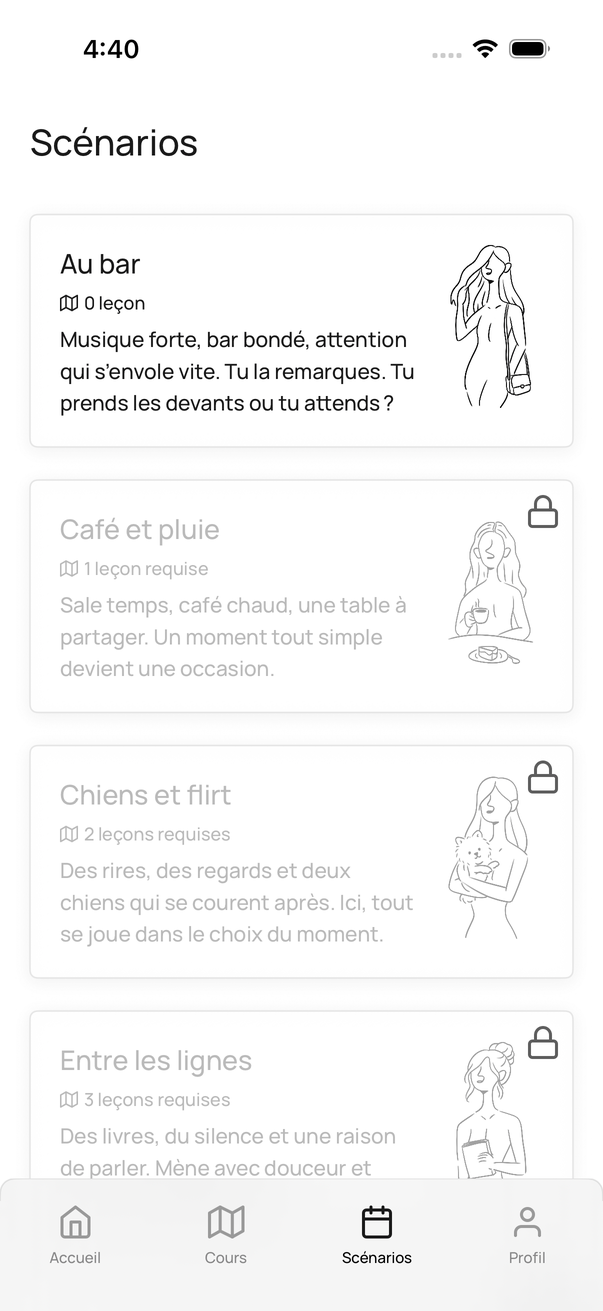 4:40
Scénarios
Au bar
0 leçon
Musique forte, bar bondé, attention
qui s’envole vite. Tu la remarques. Tu
prends les devants ou tu attends ?
Café et pluie
1 leçon requise
Sale temps, café chaud, une table à
partager. Un moment tout simple
devient une occasion.
Chiens et flirt
2 leçons requises
Des rires, des regards et deux
chiens qui se courent après. Ici, tout
se joue dans le choix du moment.
Entre les lignes
3 leçons requises
Des livres, du silence et une raison
de parler. Mène avec douceur et
Accueil
Cours
Scénarios
Profil